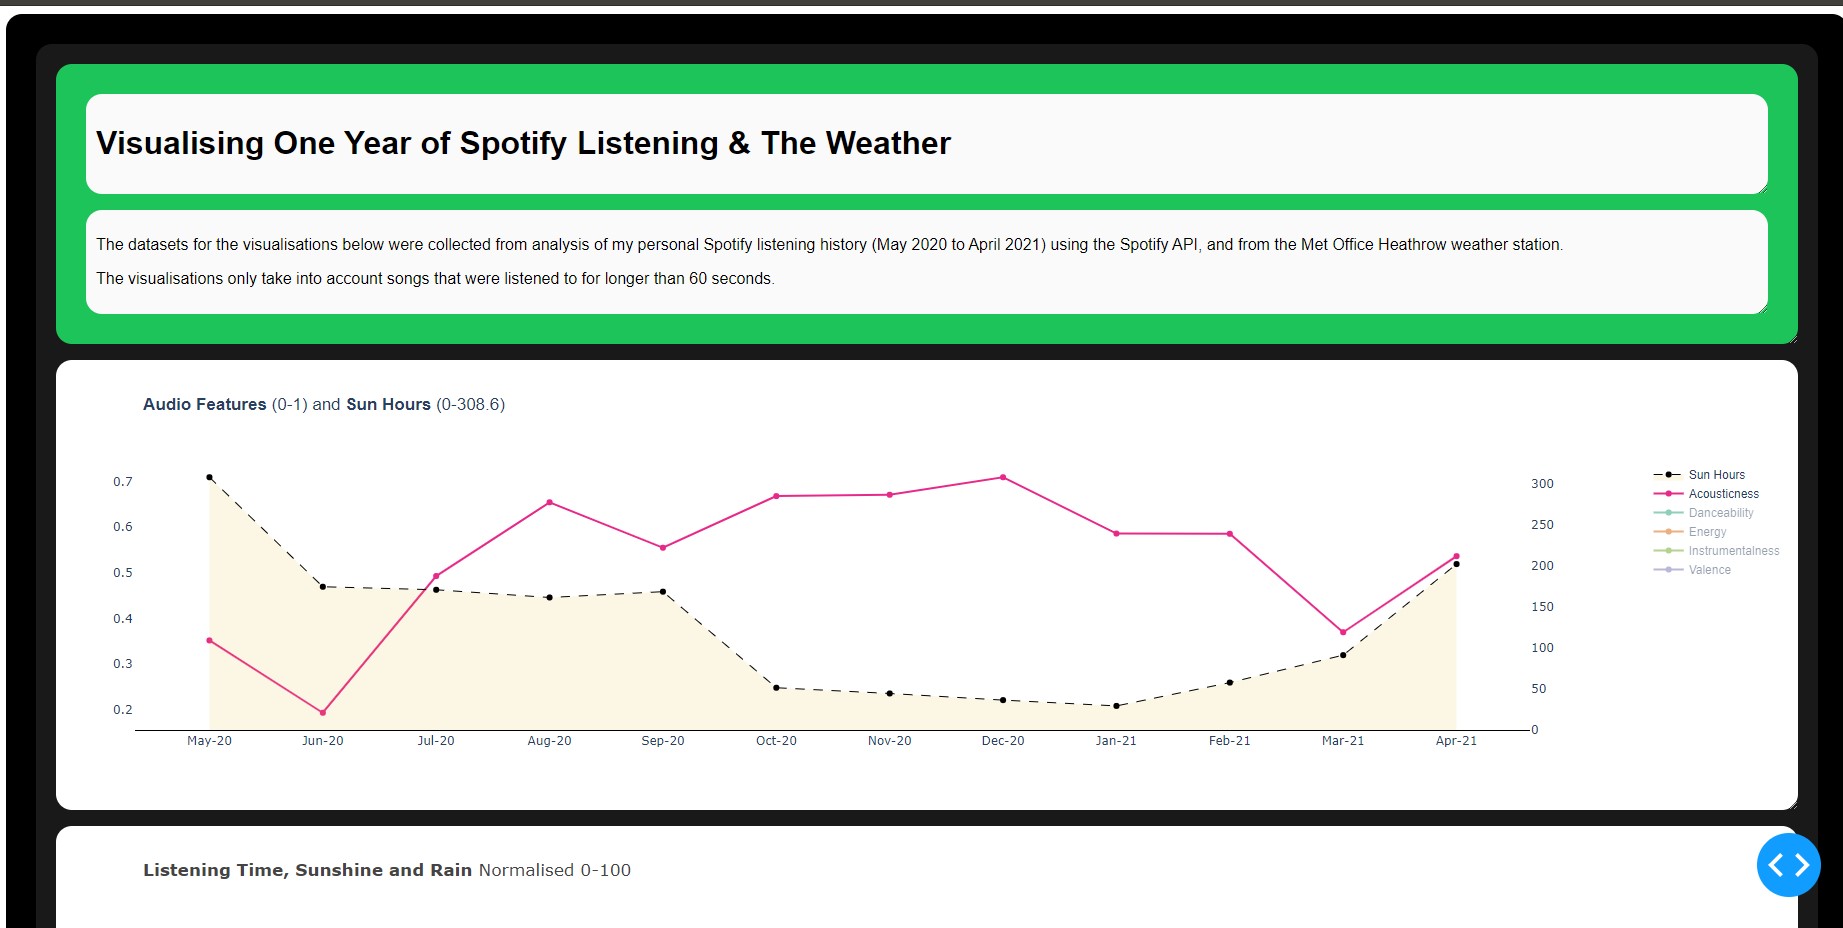 Visualising One Year of Spotify Listening & The Weather
The datasets for the visualisations below were collected from analysis of my personal Spotify listening history (May 2020 to April 2021) using the Spotify API, and from the Met Office Heathrow weather station.
The visualisations only take into account songs that were listened to for longer than 60 seconds.
Audio Features (0-1) and Sun Hours (0-308.6)
0.7
0.6
0.5
0.4
0.3
0.2
300
250
200
150
100
50
0
May-20 Jun-20 Jul-20 Aug-20 Sep-20 Oct-20 Nov-20 Dec-20 Jan-21 Feb-21 Mar-21 Apr-21
Sun Hours
Acousticness
Danceability
Energy
Instrumentalness
Valence
Listening Time, Sunshine and Rain Normalised 0-100